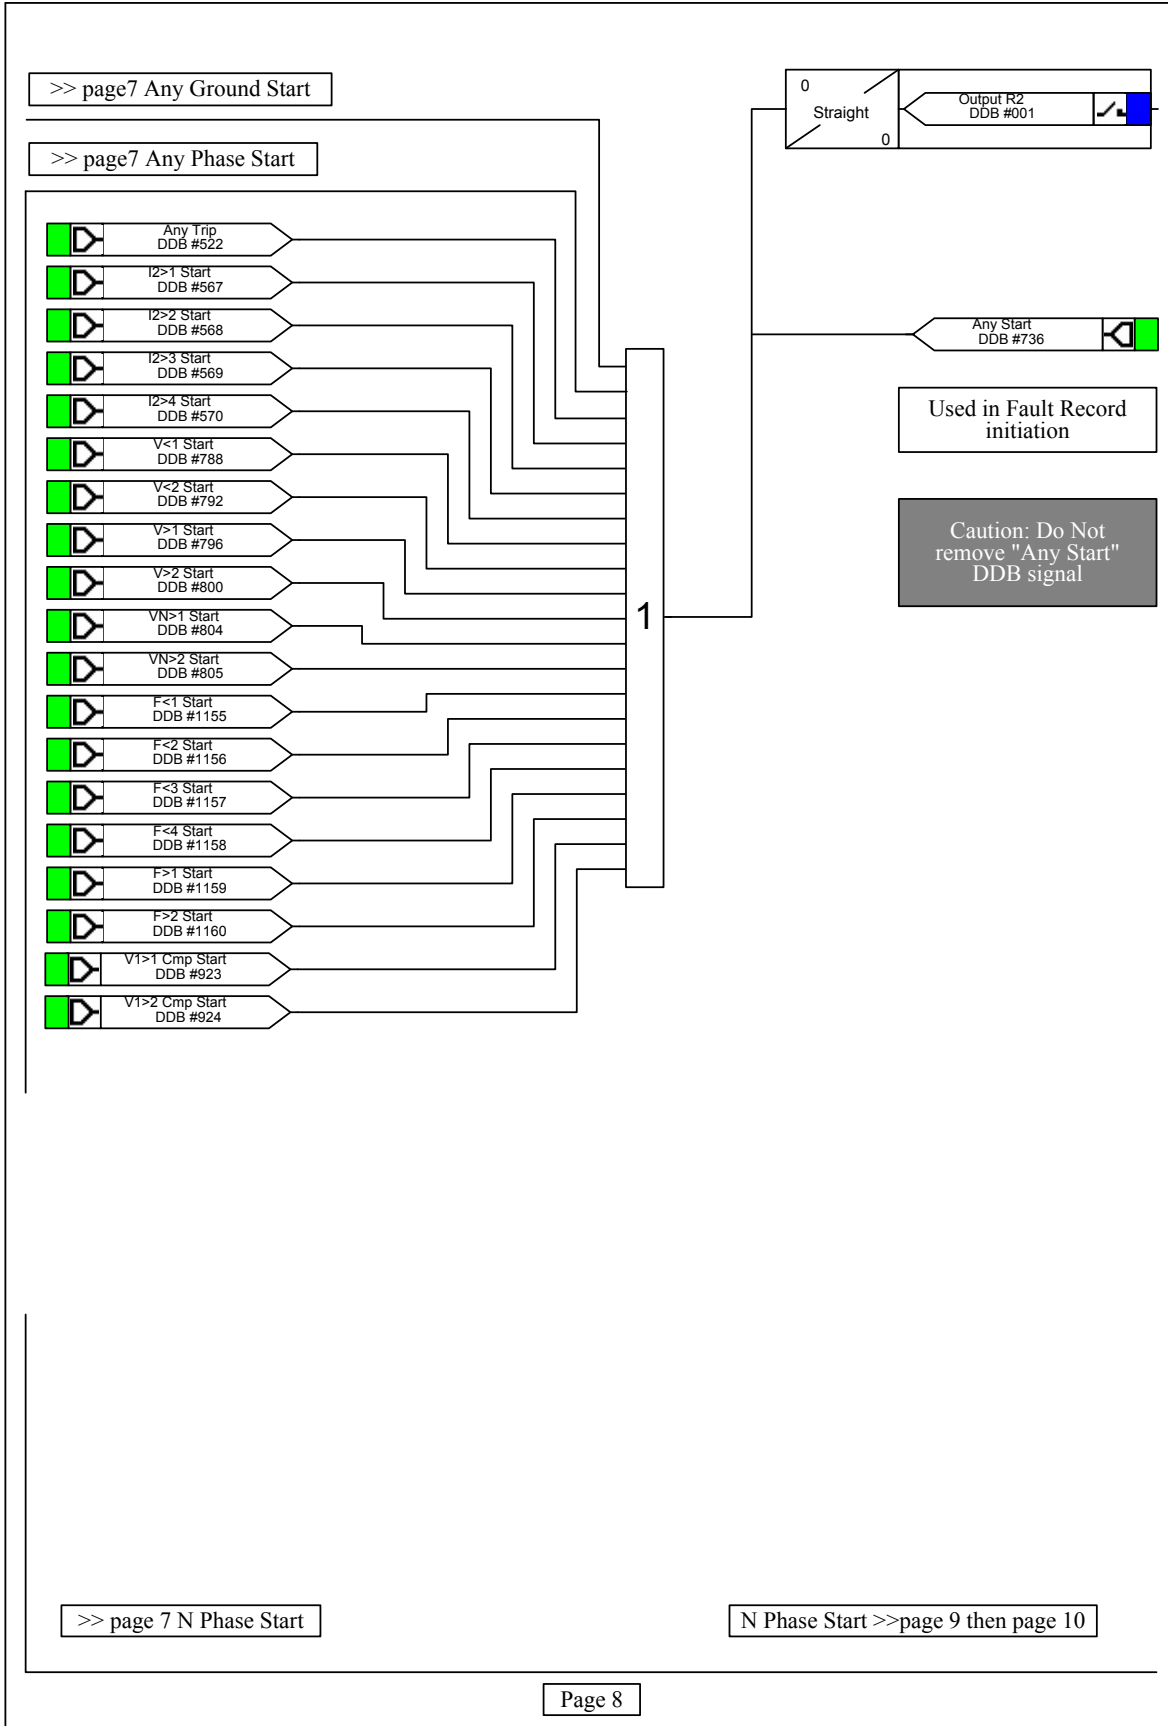 >> page7 Any Ground Start
0
Straight
0
Output R2
DDB #001
>> page7 Any Phase Start
Any Trip
DDB #522
I2>1 Start
DDB #567
I2>2 Start
DDB #568
I2>3 Start
DDB #569
I2>4 Start
DDB #570
V<1 Start
DDB #788
V<2 Start
DDB #792
V>1 Start
DDB #796
V>2 Start
DDB #800
VN>1 Start
DDB #804
VN>2 Start
DDB #805
F<1 Start
DDB #1155
F<2 Start
DDB #1156
F<3 Start
DDB #1157
F<4 Start
DDB #1158
F>1 Start
DDB #1159
F>2 Start
DDB #1160
V1>1 Cmp Start
DDB #923
V1>2 Cmp Start
DDB #924
1
Any Start
DDB #736
Used in Fault Record
initiation
Caution: Do Not
remove "Any Start"
DDB signal
>> page 7 N Phase Start
N Phase Start >>page 9 then page 10
Page 8